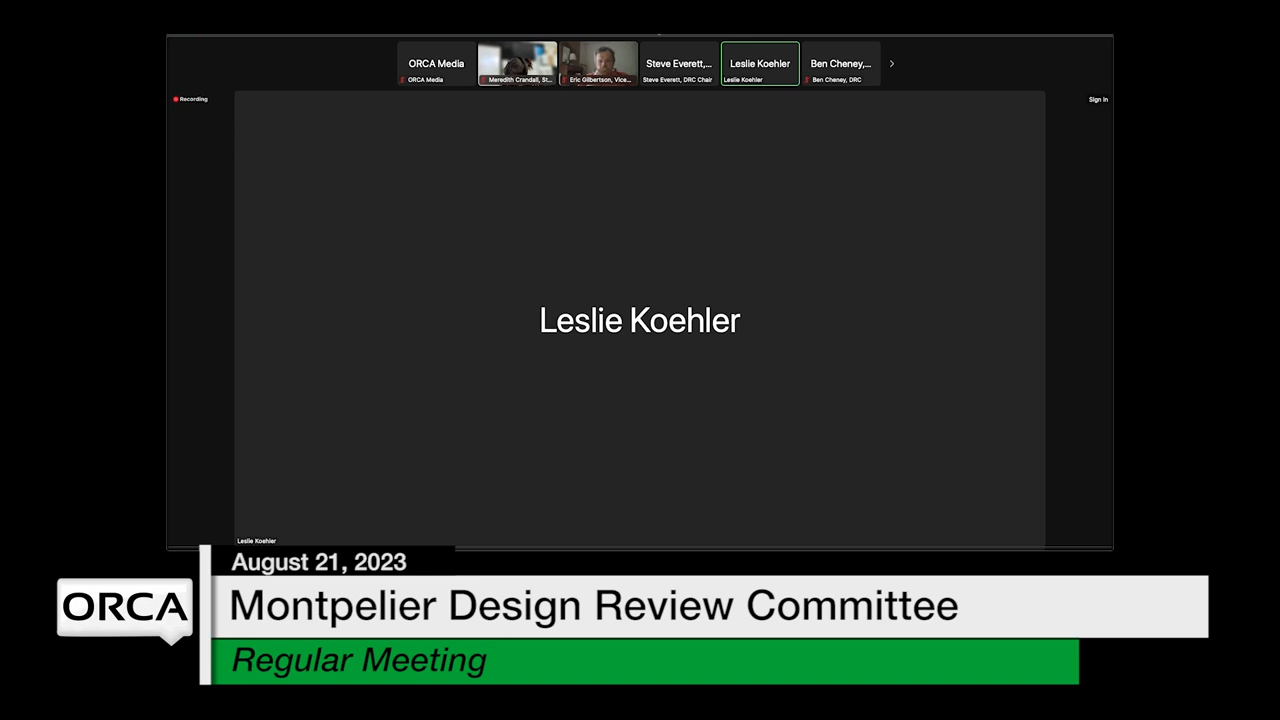 ORCA Media
Steve Everett,...
Leslie Koehler
Ben Cheney,...
ORCA Media
Meredith Crandall, St...
Eric Gilbertson, Vice...
Steve Everett, DRC Chair
Leslie Koehler
Ben Cheney, DRC
Recording
Sign in
Leslie Koehler
Leslie Koehler
August 21, 2023
ORCA
Montpelier Design Review Committee
Regular Meeting